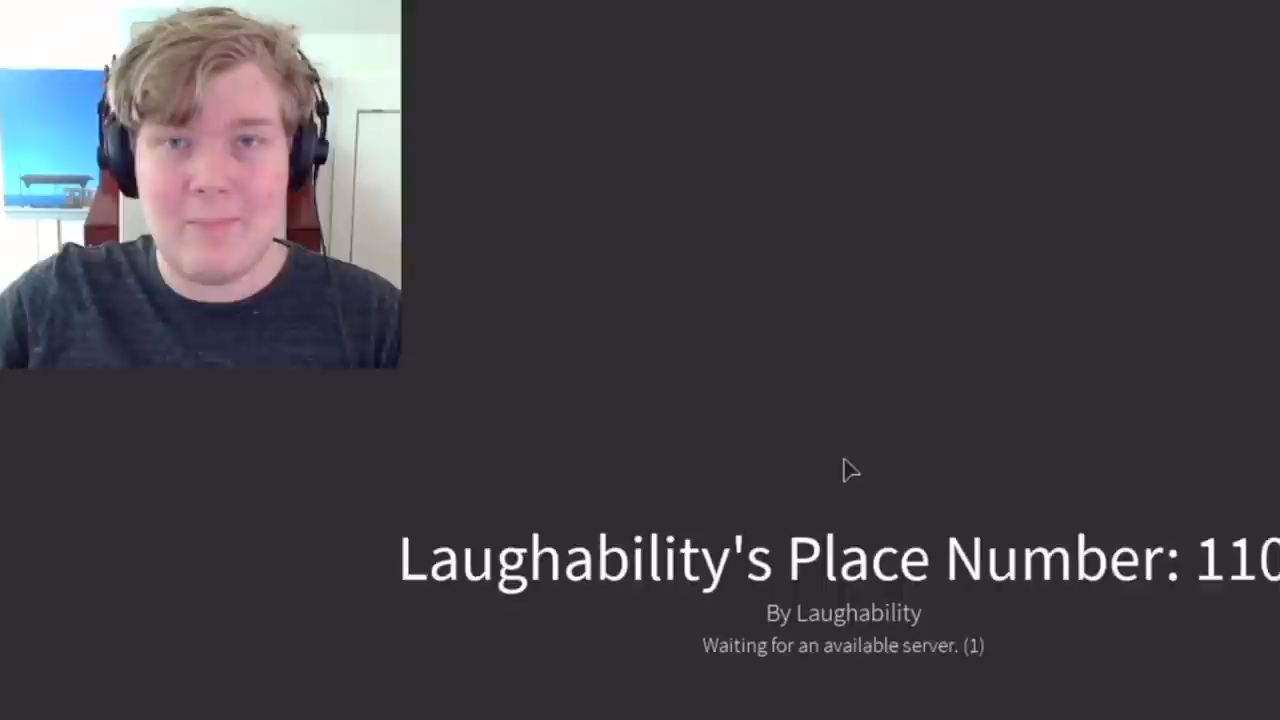 Laughability's Place Number: 110
By Laughability
Waiting for an available server. (1)